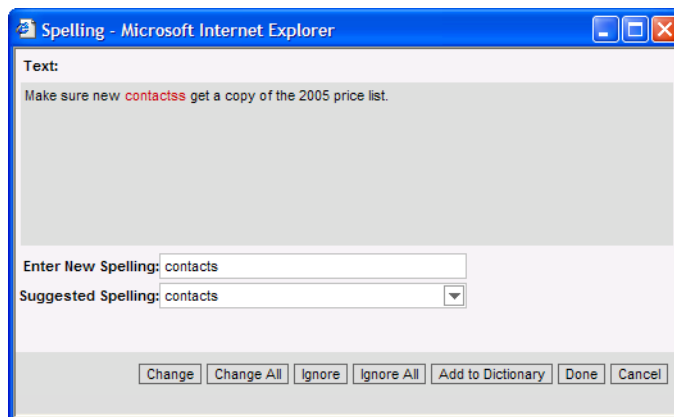 Spelling - Microsoft Internet Explorer
Text:
Make sure new contactss get a copy of the 2005 price list.
Enter New Spelling: contacts
Suggested Spelling: contacts
Change Change All Ignore Ignore All Add to Dictionary Done Cancel